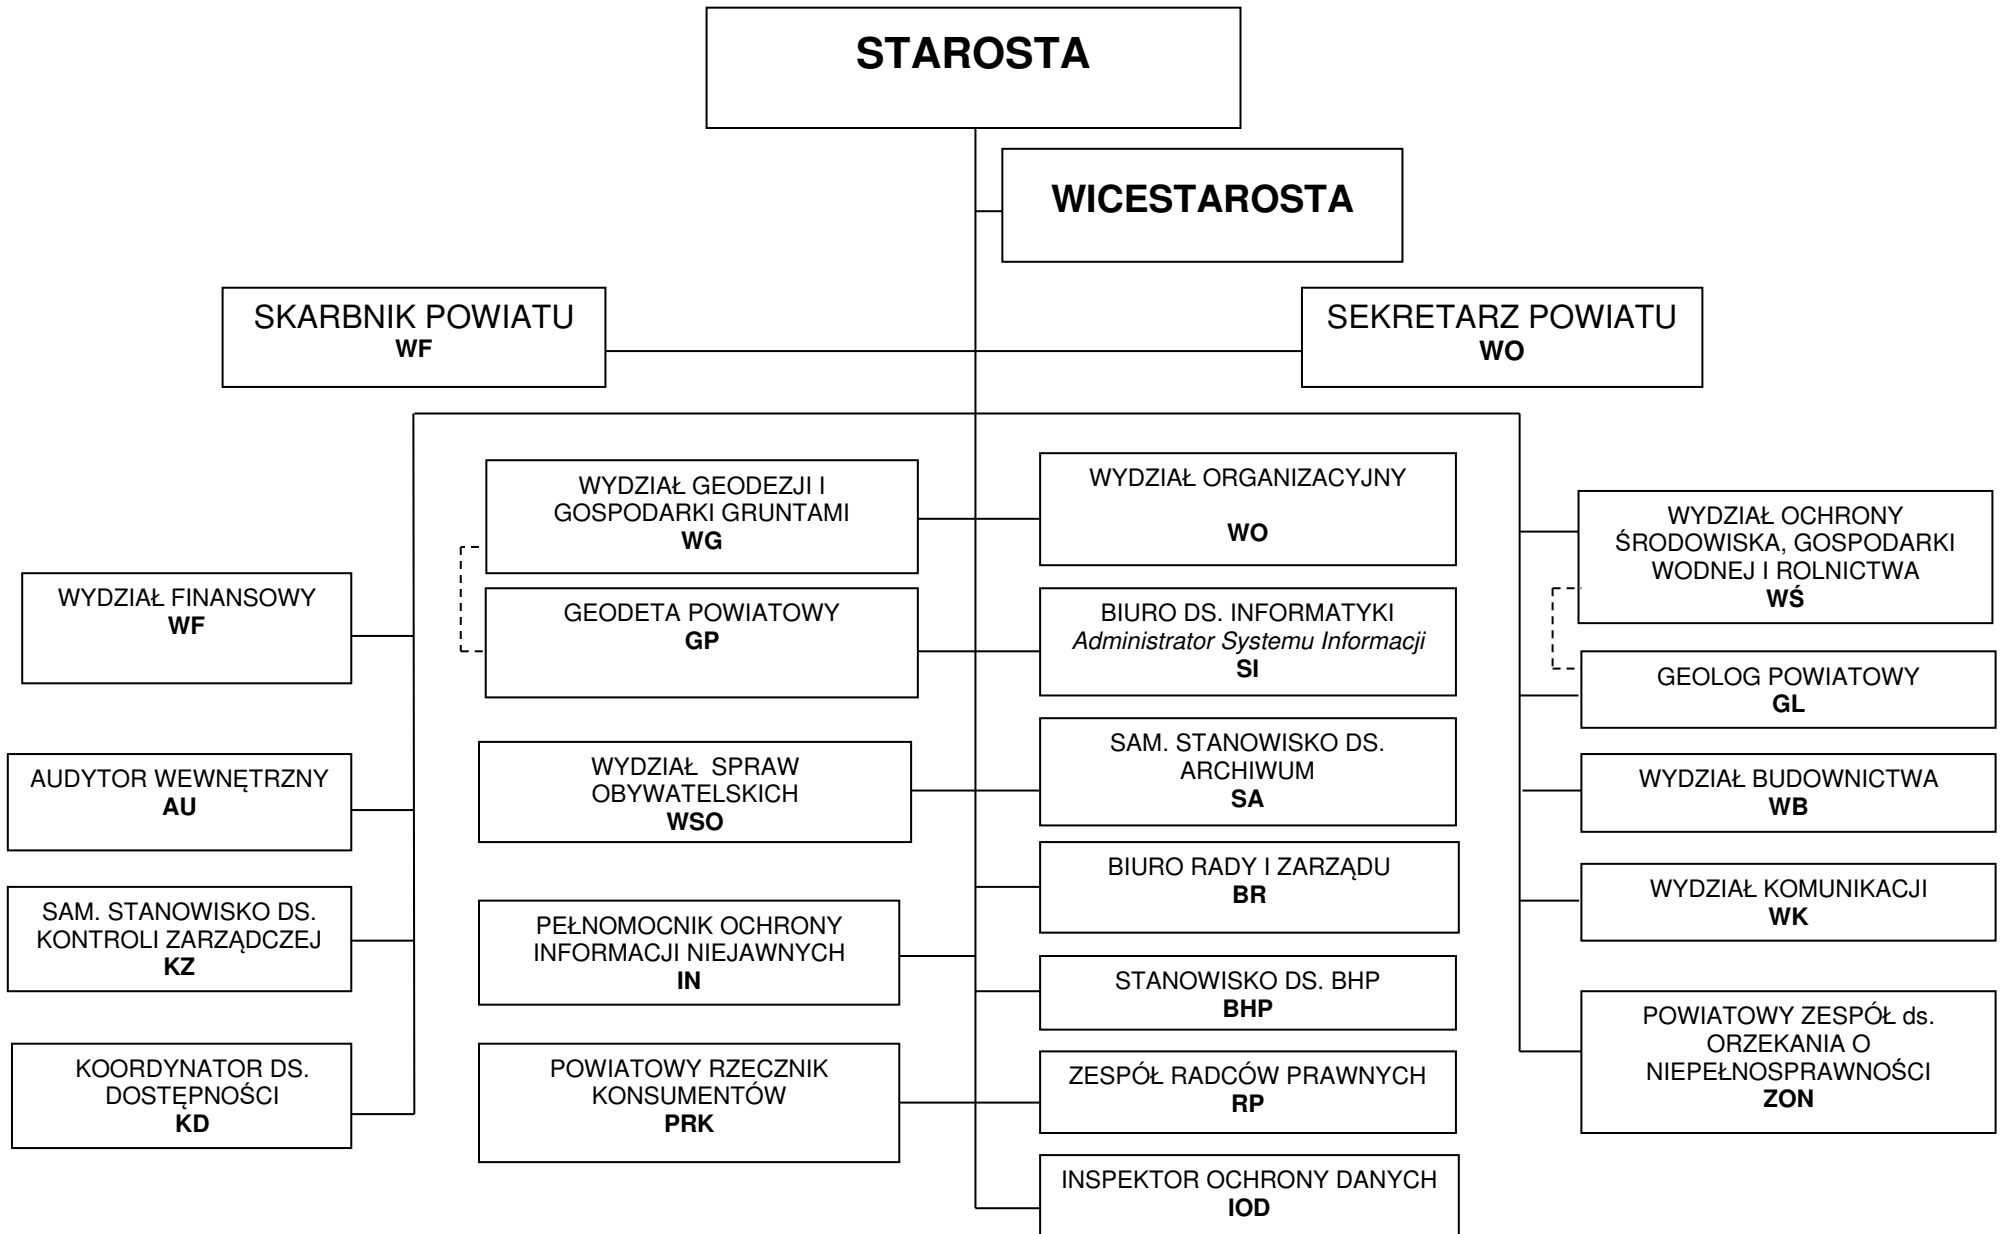 STAROSTA
WICESTAROSTA
SKARBNIK POWIATU
WF
SEKRETARZ POWIATU
WO
WYDZIAŁ FINANSOWY
WF
AUDYTOR WEWNĘTRZNY
AU
SAM. STANOWISKO DS.
KONTROLI ZARZĄDCZEJ
KZ
KOORDYNATOR DS.
DOSTĘPNOŚCI
KD
WYDZIAŁ GEODEZJI I
GOSPODARKI GRUNTAMI
WG
GEODETA POWIATOWY
GP
WYDZIAŁ SPRAW
OBYWATELSKICH
WSO
PEŁNOMOCNIK OCHRONY
INFORMACJI NIEJAWNYCH
IN
POWIATOWY RZECZNIK
KONSUMENTÓW
PRK
WYDZIAŁ ORGANIZACYJNY
WO
BIURO DS. INFORMATYKI
Administrator Systemu Informacji
SI
SAM. STANOWISKO DS.
ARCHIWUM
SA
BIURO RADY I ZARZĄDU
BR
STANOWISKO DS. BHP
BHP
ZESPÓŁ RADCÓW PRAWNYCH
RP
INSPEKTOR OCHRONY DANYCH
IOD
WYDZIAŁ OCHRONY
ŚRODOWISKA, GOSPODARKI
WODNEJ I ROLNICTWA
WŚ
GEOLOG POWIATOWY
GL
WYDZIAŁ BUDOWNICTWA
WB
WYDZIAŁ KOMUNIKACJI
WK
POWIATOWY ZESPÓŁ ds.
ORZEKANIA O
NIEPEŁNOSPRAWNOŚCI
ZON